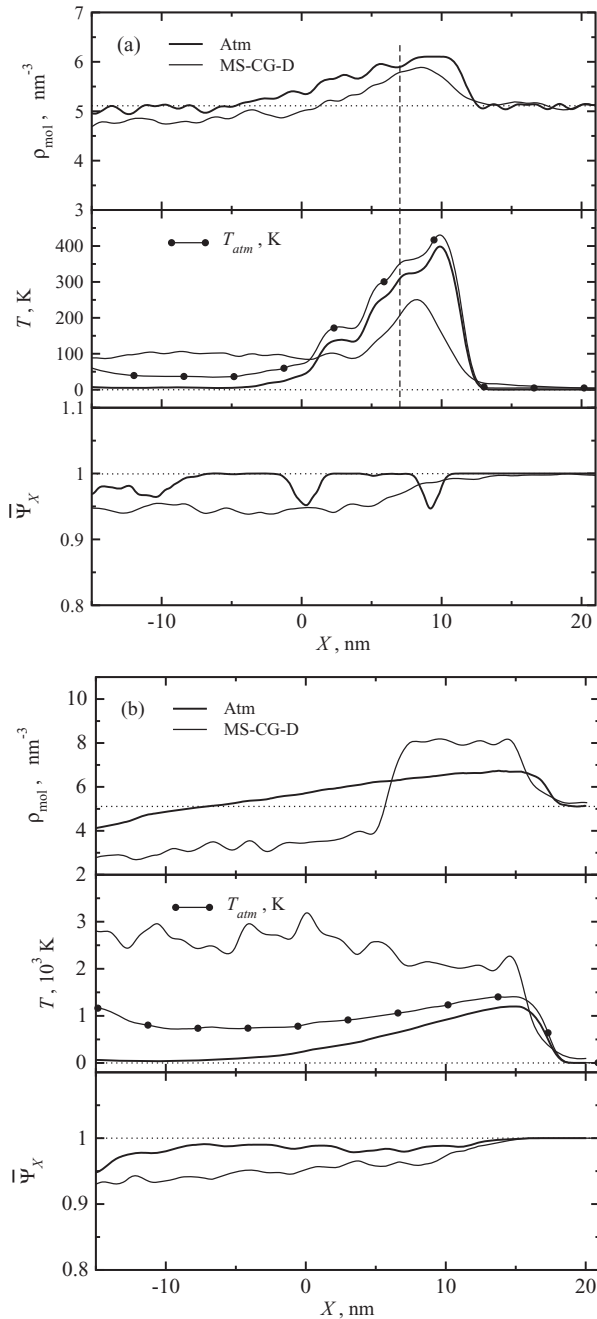 (a)
Atm
MS-CG-D
7
6
5
4
3
ρmol, nm-3
Tatm, K
400
300
200
100
0
T, K
1.1
1
0.9
0.8
Ψ̅X
-10 0 10 20
X, nm
(b)
Atm
MS-CG-D
10
8
6
4
2
ρmol, nm-3
Tatm, K
3
2
1
0
T, 10³ K
1
0.9
0.8
Ψ̅X
-10 0 10 20
X, nm